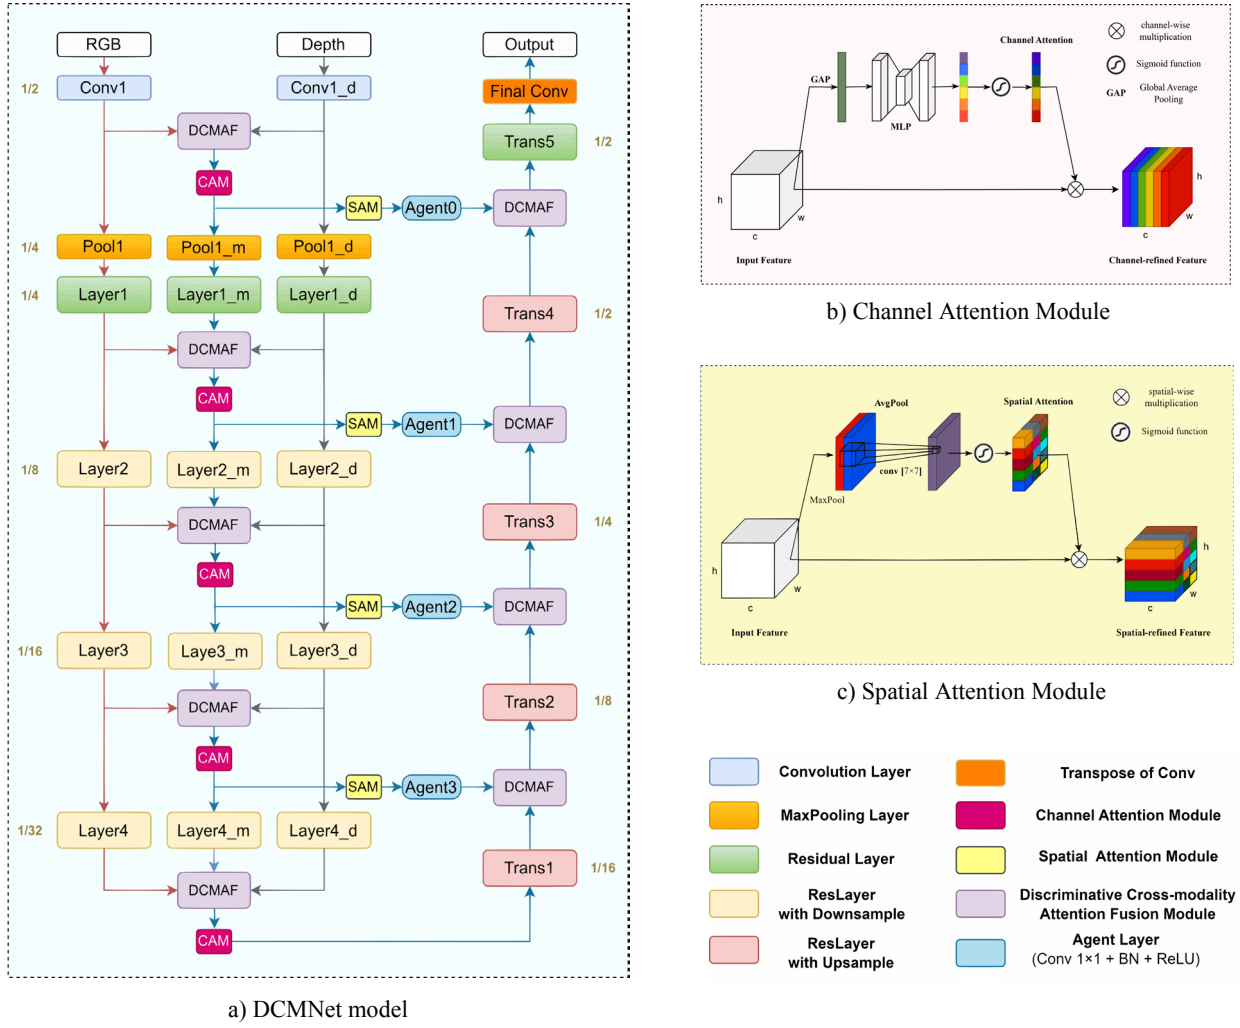 RGB
Depth
Output
1/2
Conv1
Conv1_d
Final Conv
DCMAF
Trans5
1/2
CAM
SAM
Agent0
DCMAF
1/4
Pool1
Pool1_m
Pool1_d
1/4
Layer1
Layer1_m
Layer1_d
Trans4
1/2
DCMAF
CAM
SAM
Agent1
DCMAF
1/8
Layer2
Layer2_m
Layer2_d
DCMAF
Trans3
1/4
CAM
SAM
Agent2
DCMAF
1/16
Layer3
Laye3_m
Layer3_d
DCMAF
Trans2
1/8
CAM
SAM
Agent3
DCMAF
1/32
Layer4
Layer4_m
Layer4_d
DCMAF
Trans1
1/16
CAM
a) DCMNet model
GAP
MLP
Channel Attention
channel-wise
multiplication
Sigmoid function
GAP
Global Average
Pooling
h
w
c
Input Feature
h
w
c
Channel-refined Feature
b) Channel Attention Module
AvgPool
MaxPool
conv [7×7]
Spatial Attention
spatial-wise
multiplication
Sigmoid function
h
w
c
Input Feature
h
w
c
Spatial-refined Feature
c) Spatial Attention Module
Convolution Layer
Transpose of Conv
MaxPooling Layer
Channel Attention Module
Residual Layer
Spatial Attention Module
ResLayer
with Downsample
Discriminative Cross-modality
Attention Fusion Module
ResLayer
with Upsample
Agent Layer
(Conv 1×1 + BN + ReLU)